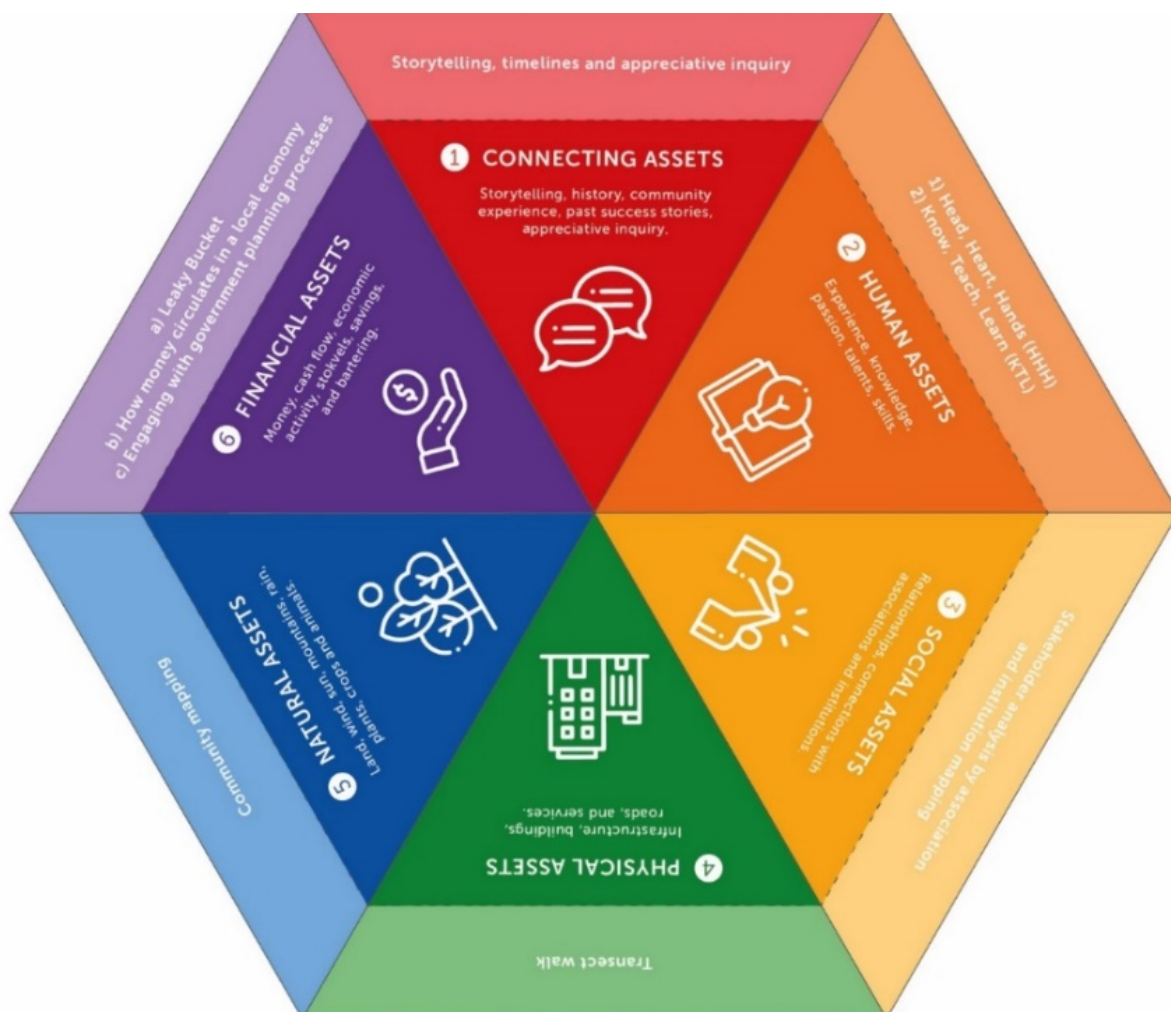 Storytelling, timelines and appreciative inquiry
1 CONNECTING ASSETS
Storytelling, history, community
experience, past success stories,
appreciative inquiry.
1) Head, Heart, Hands (HHH)
2) Know, Teach, Learn (KTL)
2 HUMAN ASSETS
Experience, knowledge,
passion, talents, skills.
Stakeholder analysis by association
and institution mapping
3 SOCIAL ASSETS
Relationships, connections with
associations and institutions
Transect walk
4 PHYSICAL ASSETS
Infrastructure, buildings,
roads, and services.
Community mapping
5 NATURAL ASSETS
Land, wind, sun, mountains, rain,
plants, crops and animals.
a) Leaky Bucket
b) How money circulates in a local economy
c) Engaging with government planning processes
6 FINANCIAL ASSETS
Money, cash flow, economic
activity, stokvels, savings,
and bartering.
$